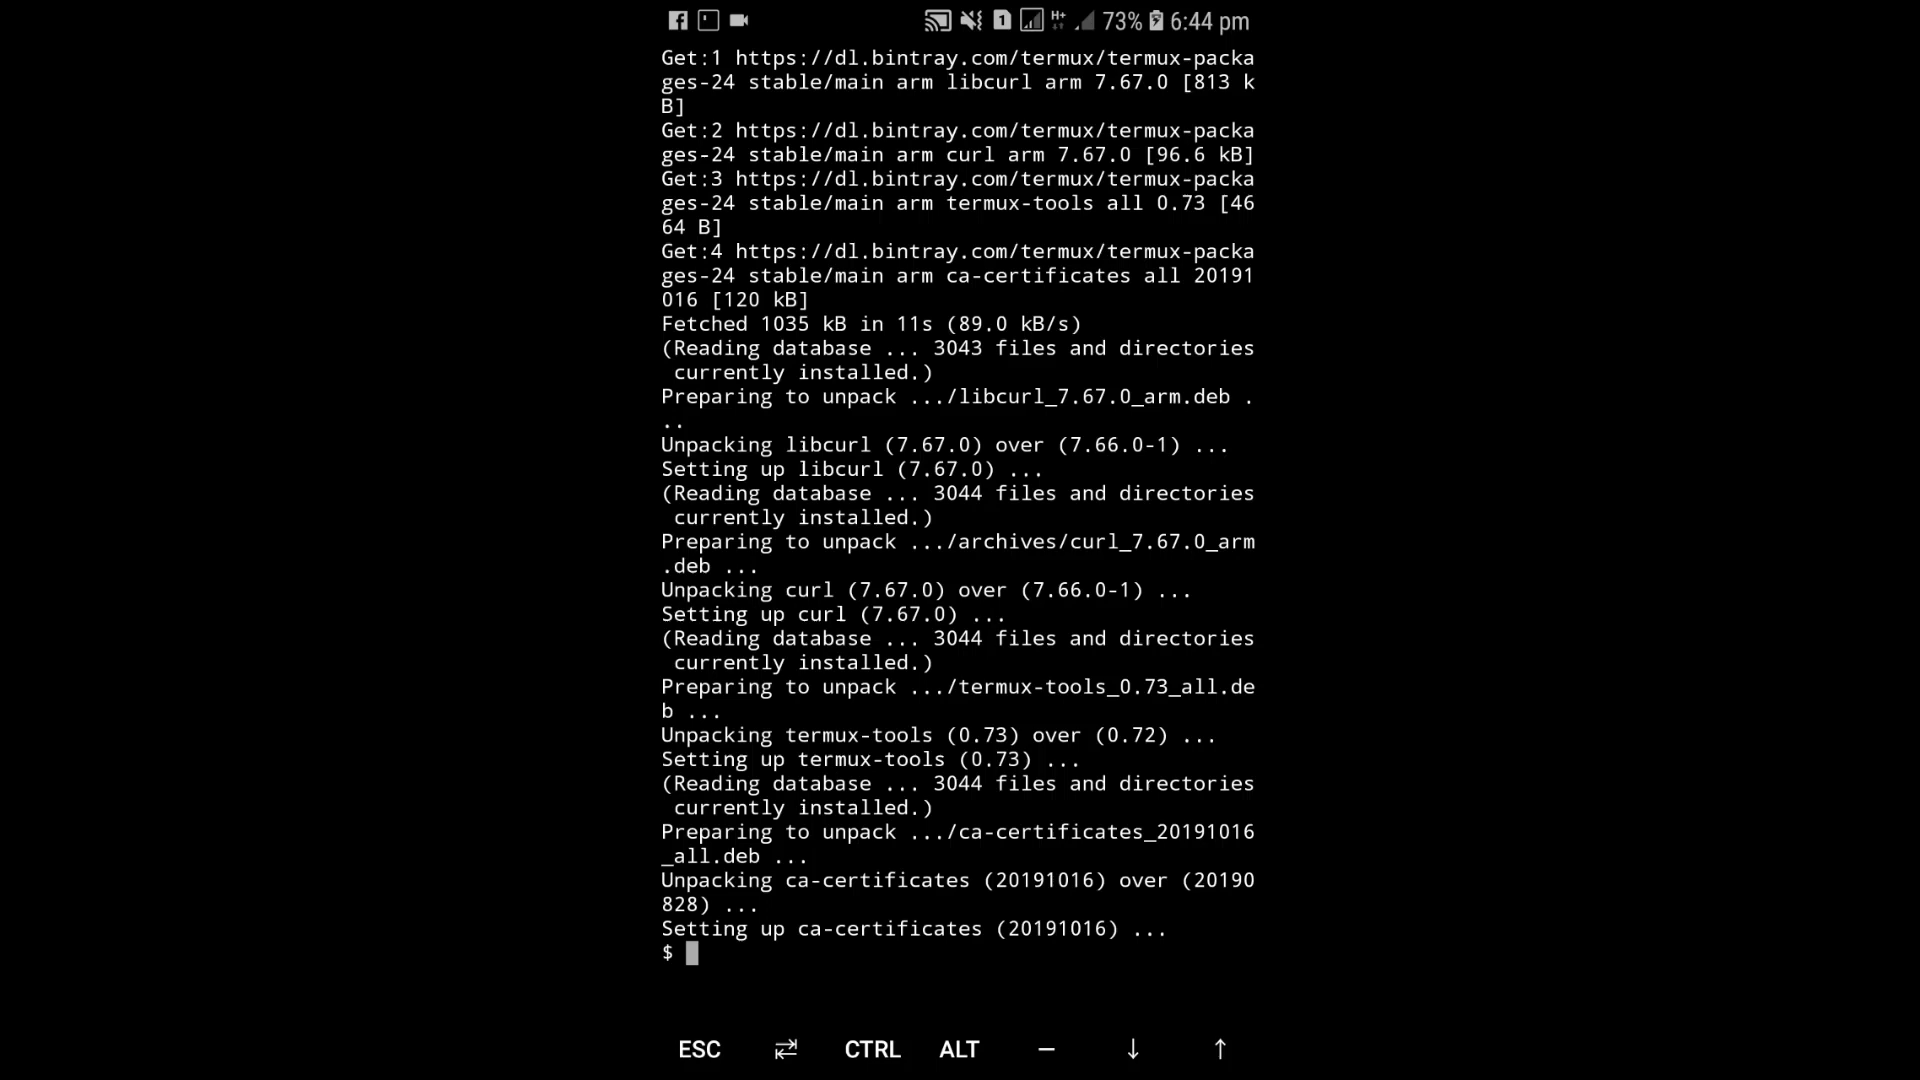 1 H+ 73% 6:44 pm
Get:1 https://dl.bintray.com/termux/termux-packa
ges-24 stable/main arm libcurl arm 7.67.0 [813 k
B]
Get:2 https://dl.bintray.com/termux/termux-packa
ges-24 stable/main arm curl arm 7.67.0 [96.6 kB]
Get:3 https://dl.bintray.com/termux/termux-packa
ges-24 stable/main arm termux-tools all 0.73 [46
64 B]
Get:4 https://dl.bintray.com/termux/termux-packa
ges-24 stable/main arm ca-certificates all 20191
016 [120 kB]
Fetched 1035 kB in 11s (89.0 kB/s)
(Reading database ... 3043 files and directories
 currently installed.)
Preparing to unpack .../libcurl_7.67.0_arm.deb .
..
Unpacking libcurl (7.67.0) over (7.66.0-1) ...
Setting up libcurl (7.67.0) ...
(Reading database ... 3044 files and directories
 currently installed.)
Preparing to unpack .../archives/curl_7.67.0_arm
.deb ...
Unpacking curl (7.67.0) over (7.66.0-1) ...
Setting up curl (7.67.0) ...
(Reading database ... 3044 files and directories
 currently installed.)
Preparing to unpack .../termux-tools_0.73_all.de
b ...
Unpacking termux-tools (0.73) over (0.72) ...
Setting up termux-tools (0.73) ...
(Reading database ... 3044 files and directories
 currently installed.)
Preparing to unpack .../ca-certificates_20191016
_all.deb ...
Unpacking ca-certificates (20191016) over (20190
828) ...
Setting up ca-certificates (20191016) ...
$
ESC ⇄ CTRL ALT — ↓ ↑